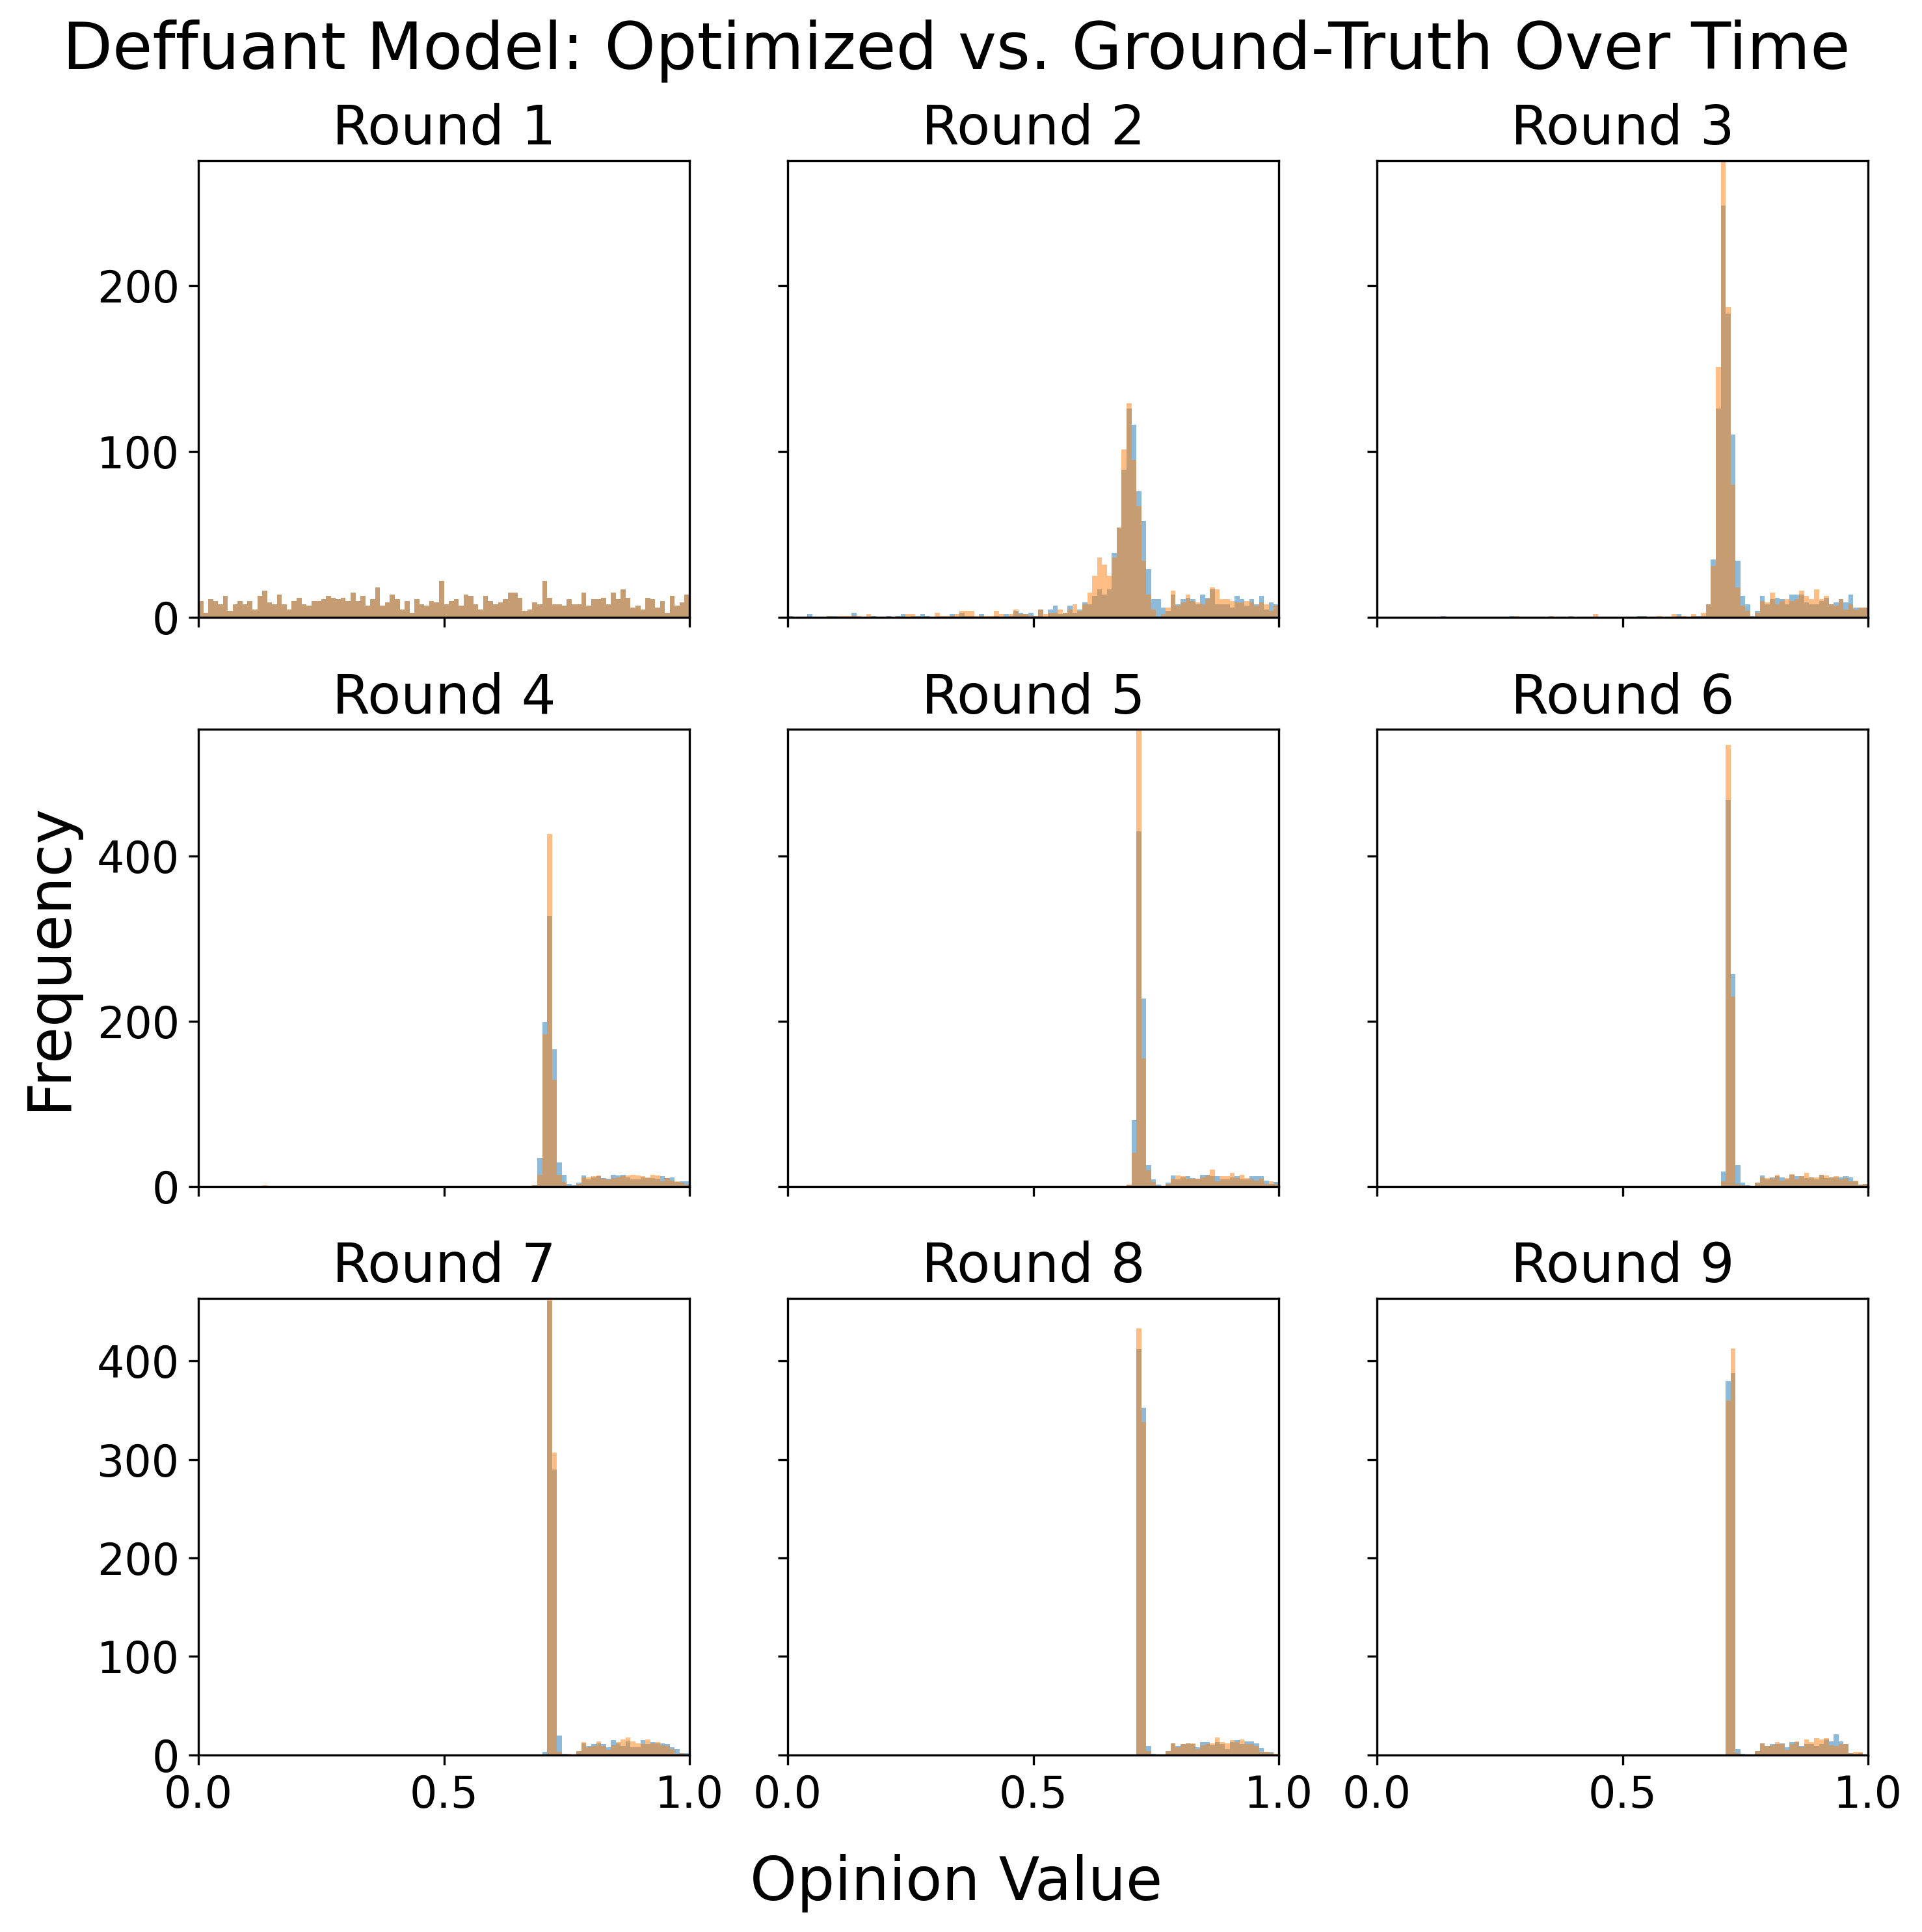 Deffuant Model: Optimized vs. Ground-Truth Over Time
Round 1
Round 2
Round 3
200
100
0
Round 4
Round 5
Round 6
Frequency
400
200
0
Round 7
Round 8
Round 9
400
300
200
100
0
0.0 0.5 1.0
0.0 0.5 1.0
0.0 0.5 1.0
Opinion Value